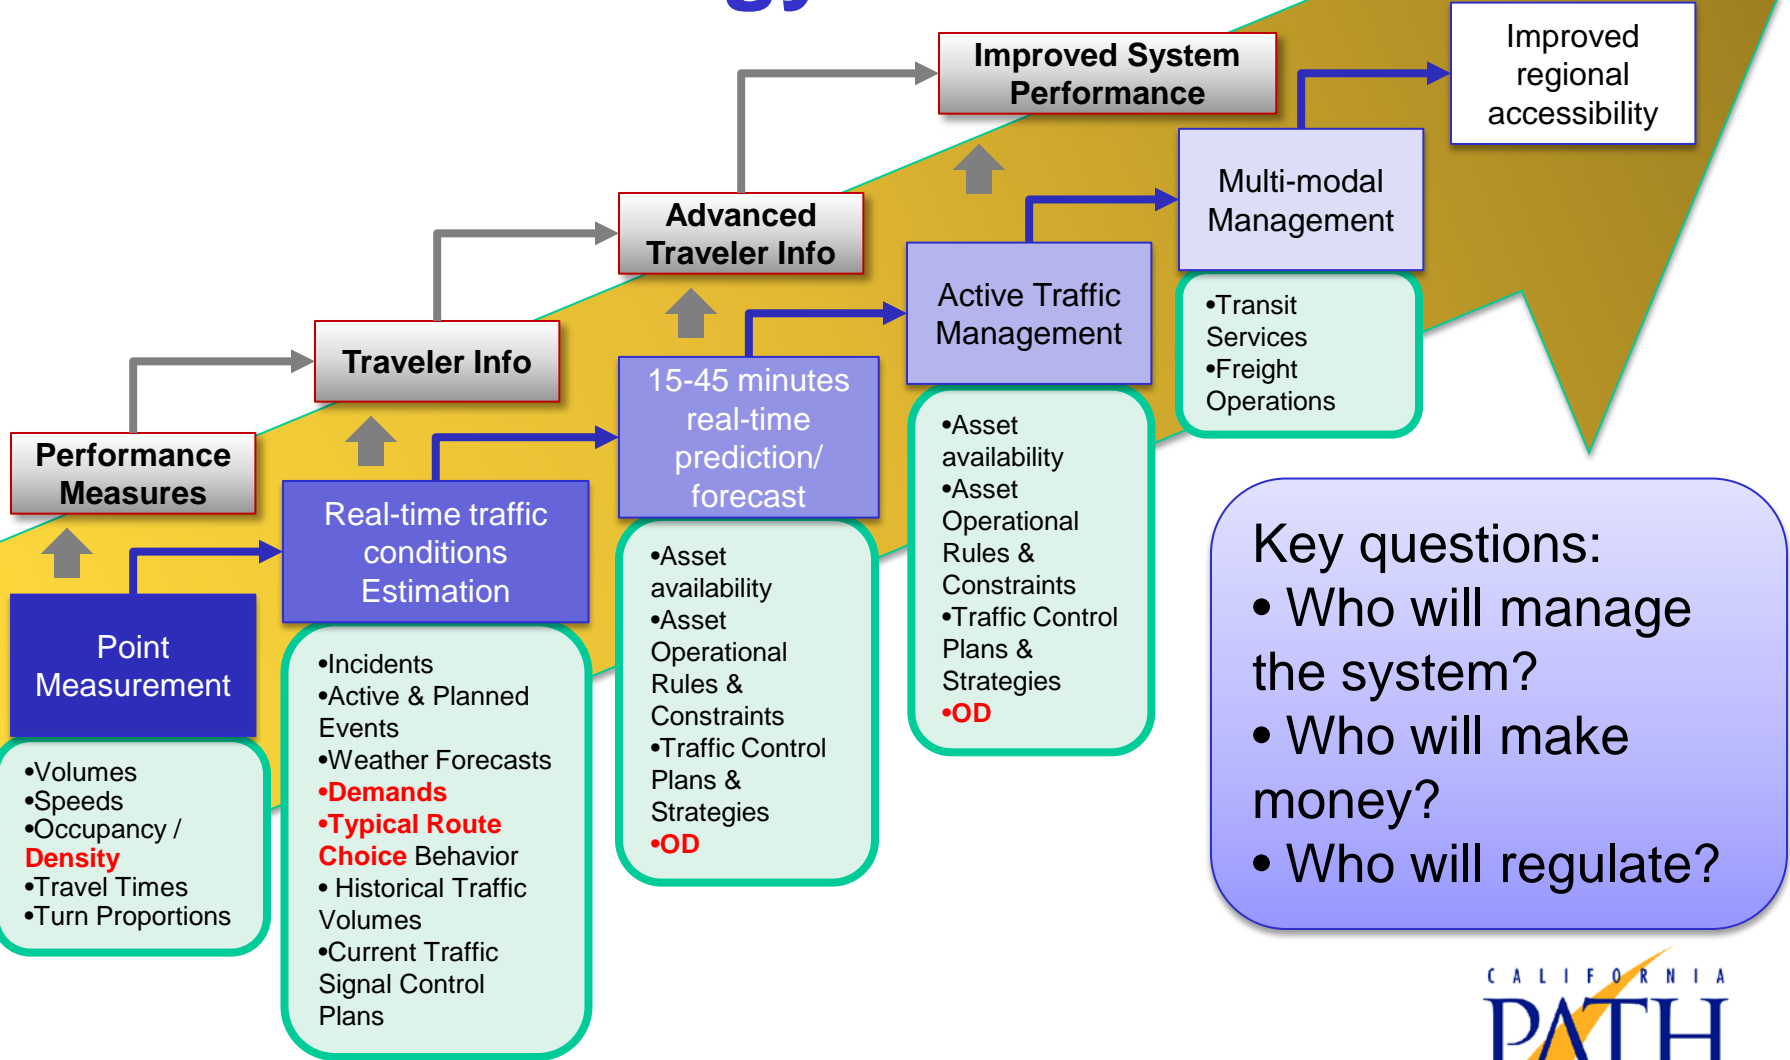 gy
Improved System
Performance
Improved
regional
accessibility
Advanced
Traveler Info
Multi-modal
Management
•Transit
Services
•Freight
Operations
Traveler Info
Active Traffic
Management
•Asset
availability
•Asset
Operational
Rules &
Constraints
•Traffic Control
Plans &
Strategies
•OD
Performance
Measures
15-45 minutes
real-time
prediction/
forecast
•Asset
availability
•Asset
Operational
Rules &
Constraints
•Traffic Control
Plans &
Strategies
•OD
Real-time traffic
conditions
Estimation
•Incidents
•Active & Planned
Events
•Weather Forecasts
•Demands
•Typical Route
Choice Behavior
• Historical Traffic
Volumes
•Current Traffic
Signal Control
Plans
Point
Measurement
•Volumes
•Speeds
•Occupancy /
Density
•Travel Times
•Turn Proportions
Key questions:
• Who will manage
the system?
• Who will make
money?
• Who will regulate?
CALIFORNIA
PATH